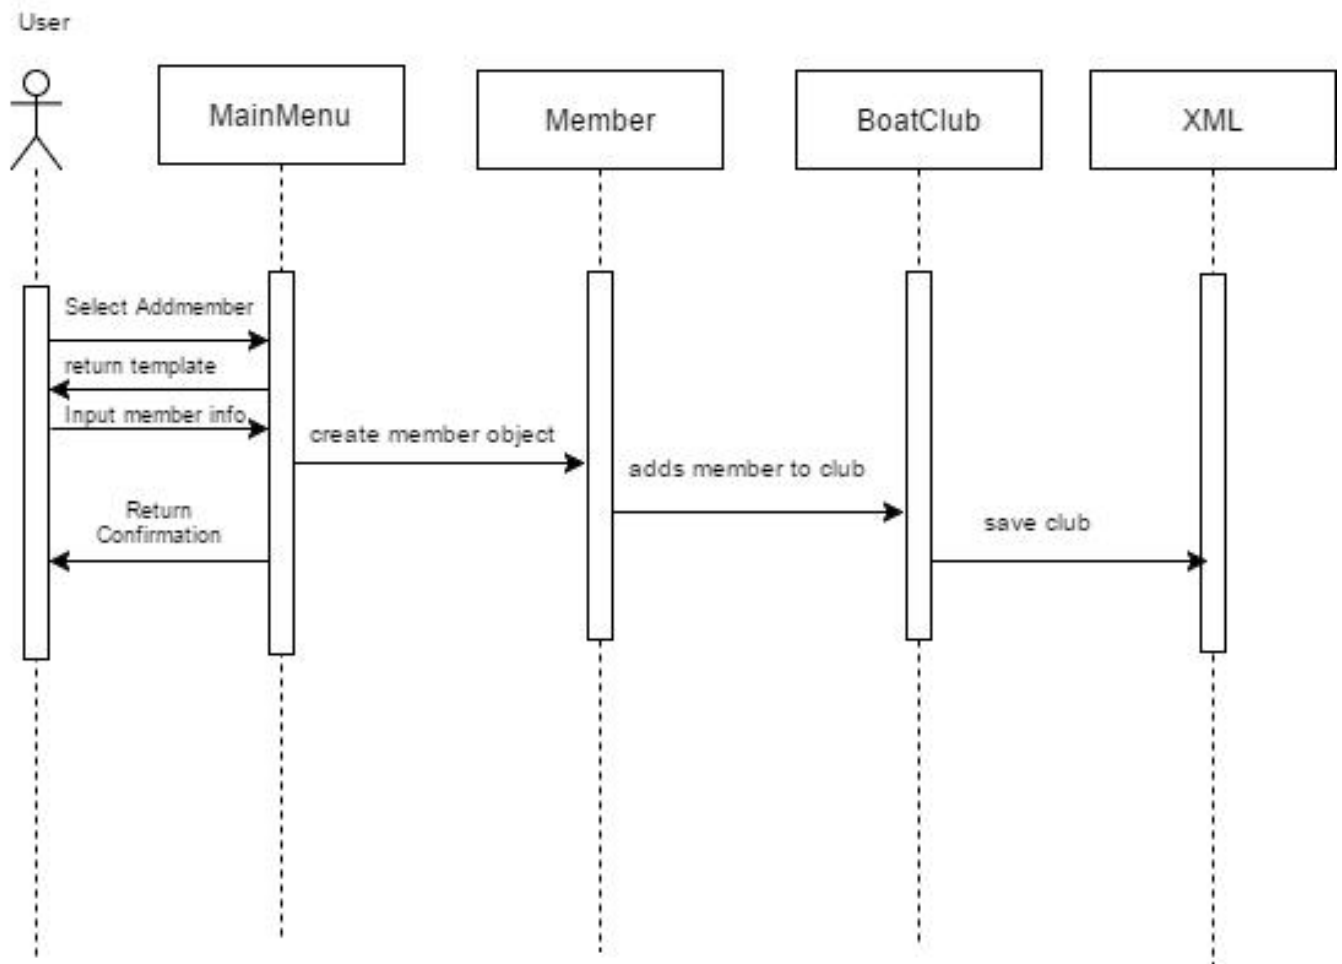 User
MainMenu
Member
BoatClub
XML
Select Addmember
return template
Input member info
create member object
adds member to club
Return
Confirmation
save club